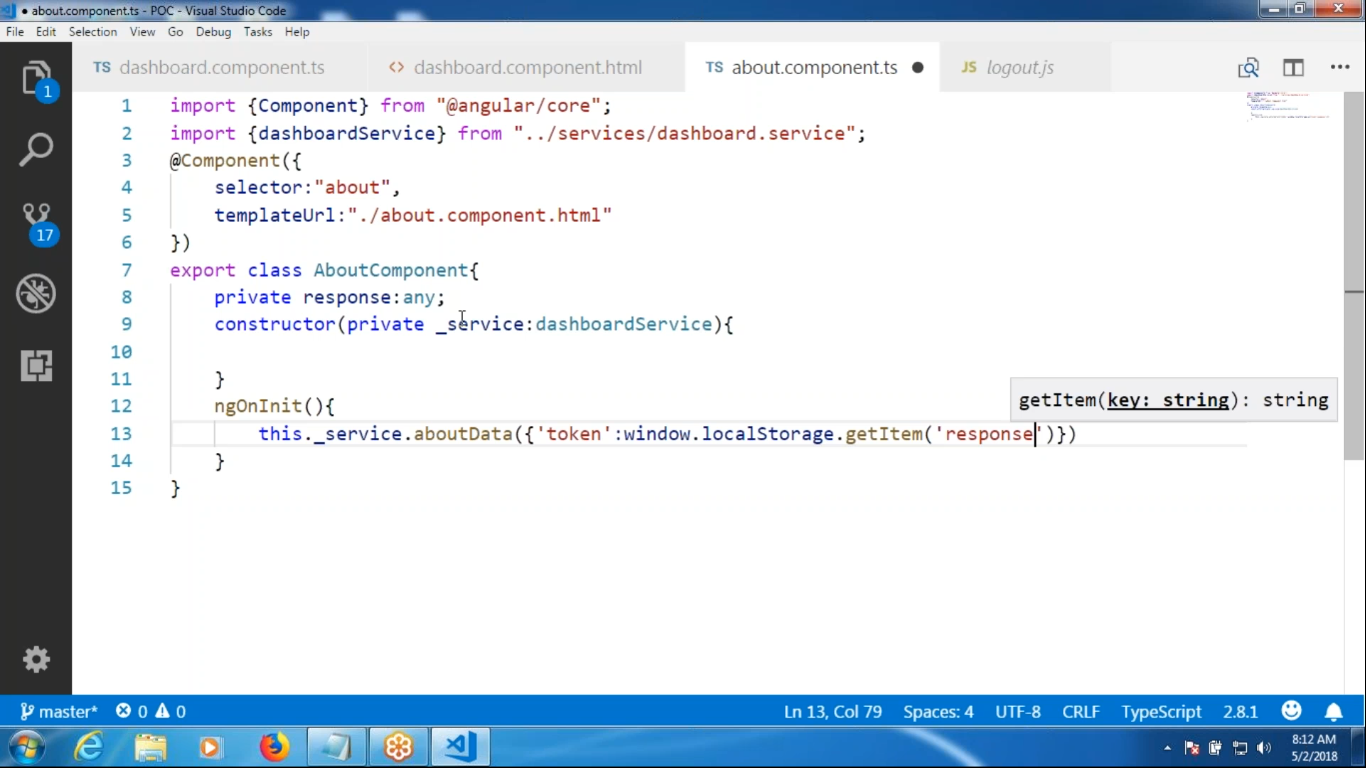 about.component.ts - POC - Visual Studio Code
File Edit Selection View Go Debug Tasks Help
TS dashboard.component.ts <> dashboard.component.html TS about.component.ts ● JS logout.js
1
17
1 import {Component} from "@angular/core";
2 import {dashboardService} from "../services/dashboard.service";
3 @Component({
4 selector:"about",
5 templateUrl:"./about.component.html"
6 })
7 export class AboutComponent{
8 private response:any;
9 constructor(private _service:dashboardService){
10
11 }
12 ngOnInit(){
getItem(key: string): string
13 this._service.aboutData({'token':window.localStorage.getItem('response')})
14 }
15 }
master* 0 0 Ln 13, Col 79 Spaces: 4 UTF-8 CRLF TypeScript 2.8.1
8:12 AM
5/2/2018